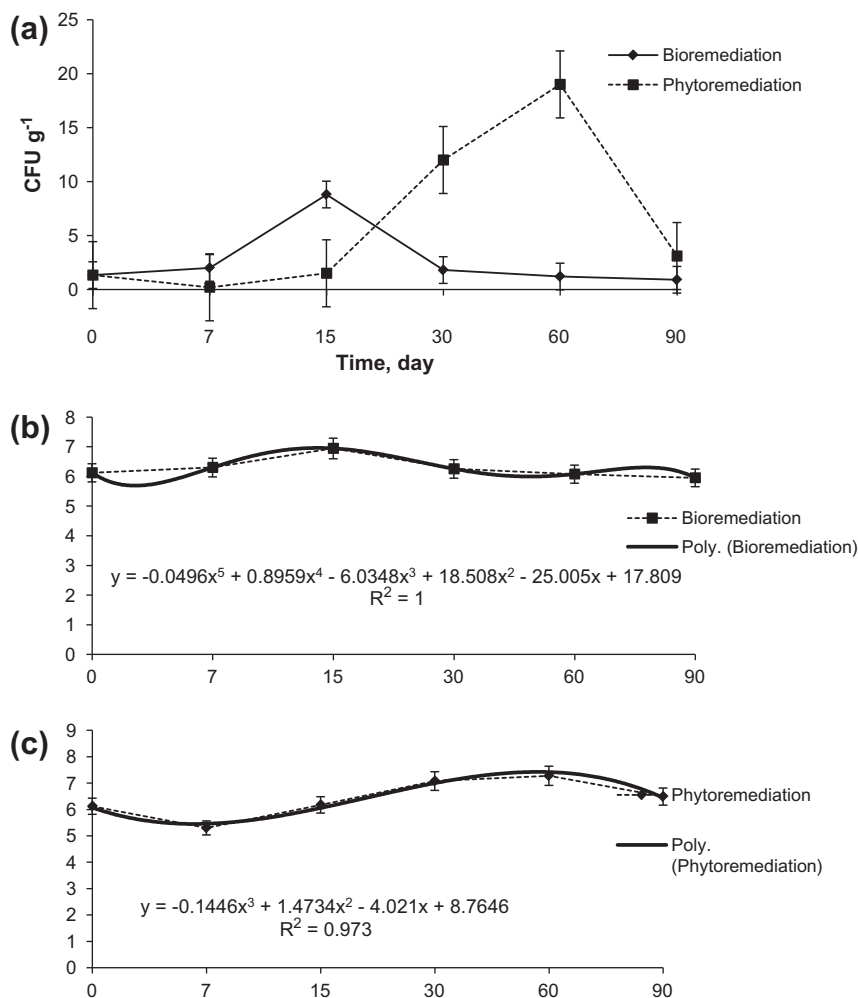 (a)
25
20
15
10
5
0
CFU g⁻¹
Bioremediation
Phytoremediation
0 7 15 30 60 90
Time, day
(b)
8
7
6
5
4
3
2
1
0
Bioremediation
Poly. (Bioremediation)
y = -0.0496x⁵ + 0.8959x⁴ - 6.0348x³ + 18.508x² - 25.005x + 17.809
R² = 1
0 7 15 30 60 90
(c)
9
8
7
6
5
4
3
2
1
0
Phytoremediation
Poly.
(Phytoremediation)
y = -0.1446x³ + 1.4734x² - 4.021x + 8.7646
R² = 0.973
0 7 15 30 60 90